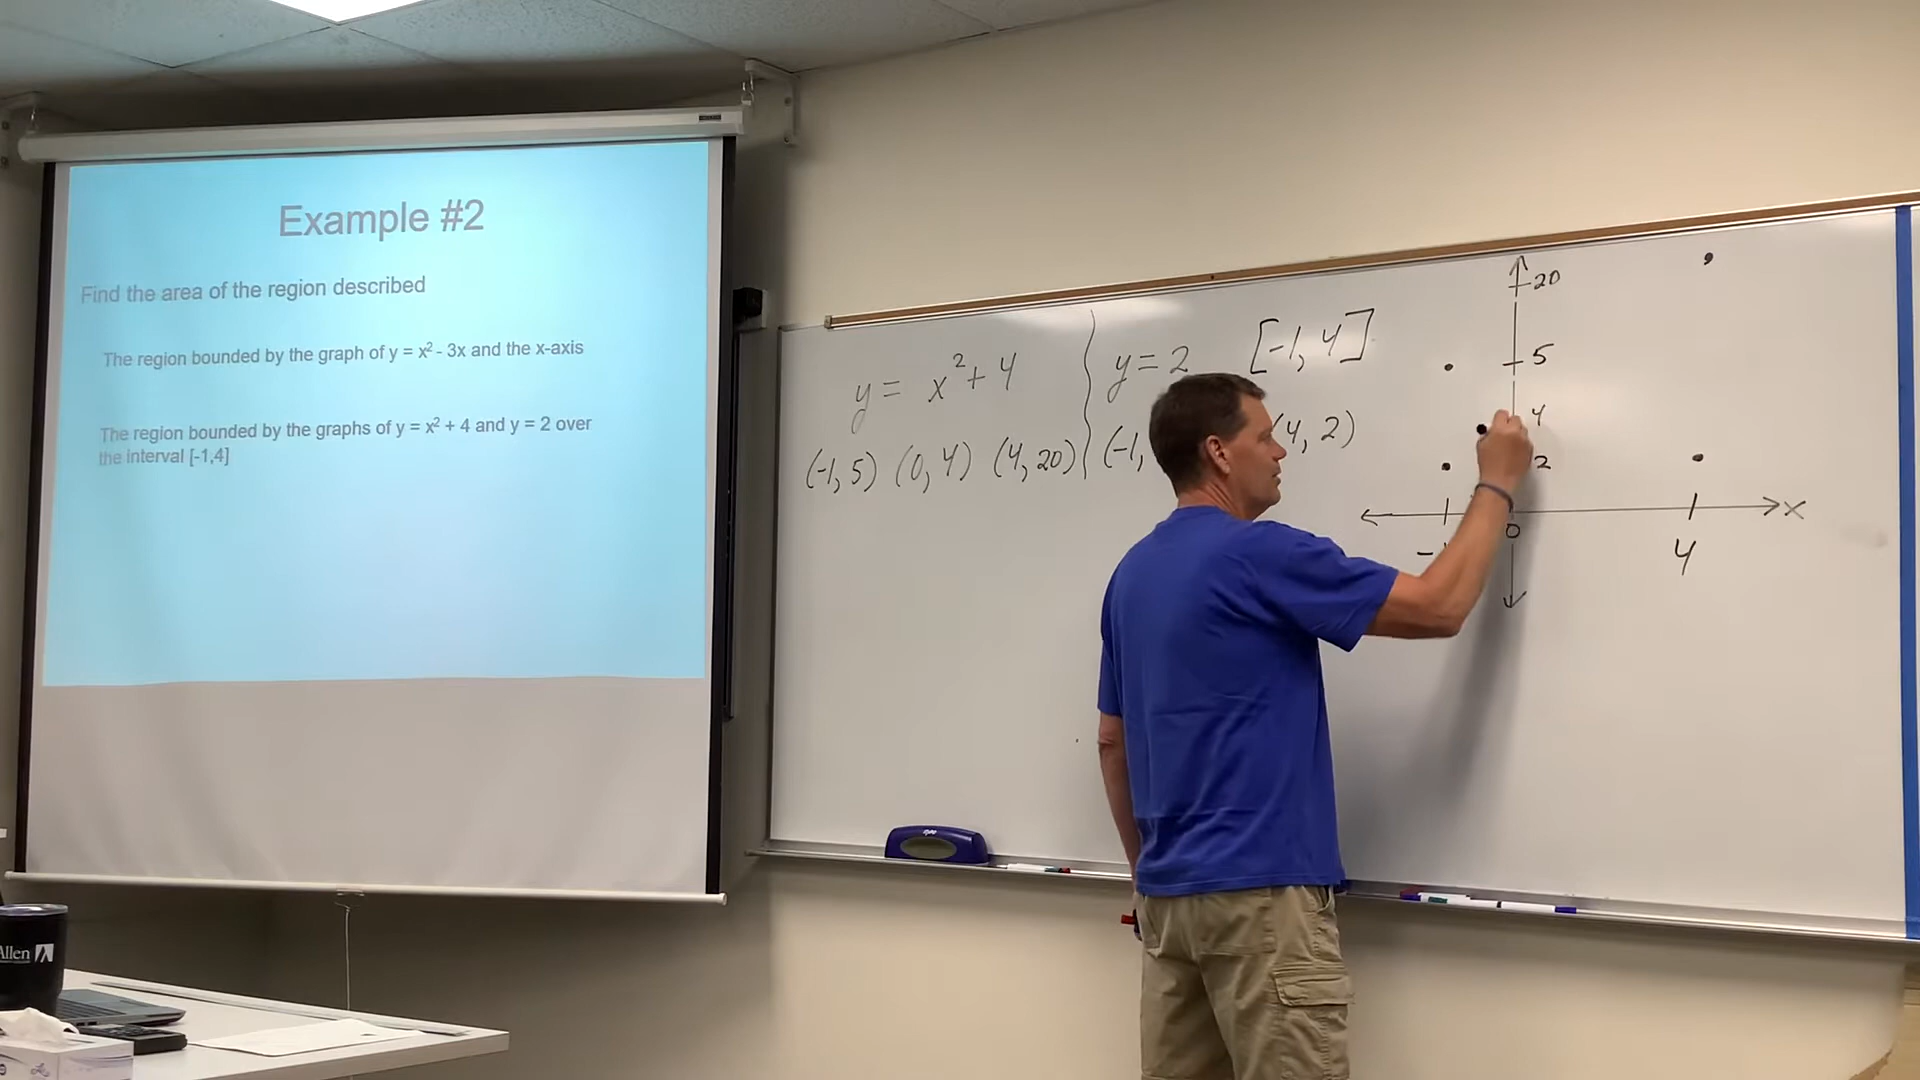 Example #2
Find the area of the region described
The region bounded by the graph of y = x² - 3x and the x-axis
The region bounded by the graphs of y = x² + 4 and y = 2 over
the interval [-1,4]
y = x² + 4
y = 2 [-1, 4]
(-1, 5) (0, 4) (4, 20)
(-1, (4, 2)
20
5
4
2
x
0
4
Allen
expo